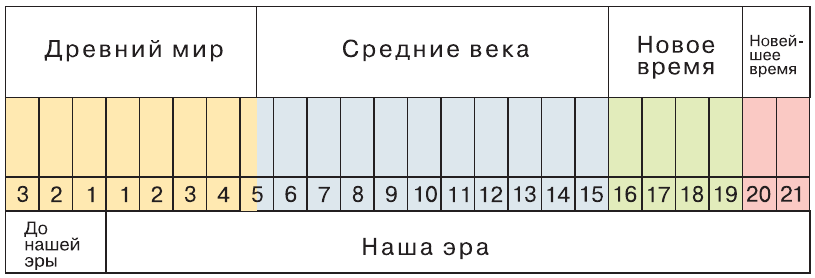 Древний мир
Средние века
Новое
время
Новей-
шее
время
3 2 1 1 2 3 4 5 6 7 8 9 10 11 12 13 14 15 16 17 18 19 20 21
До
нашей
эры
Наша эра